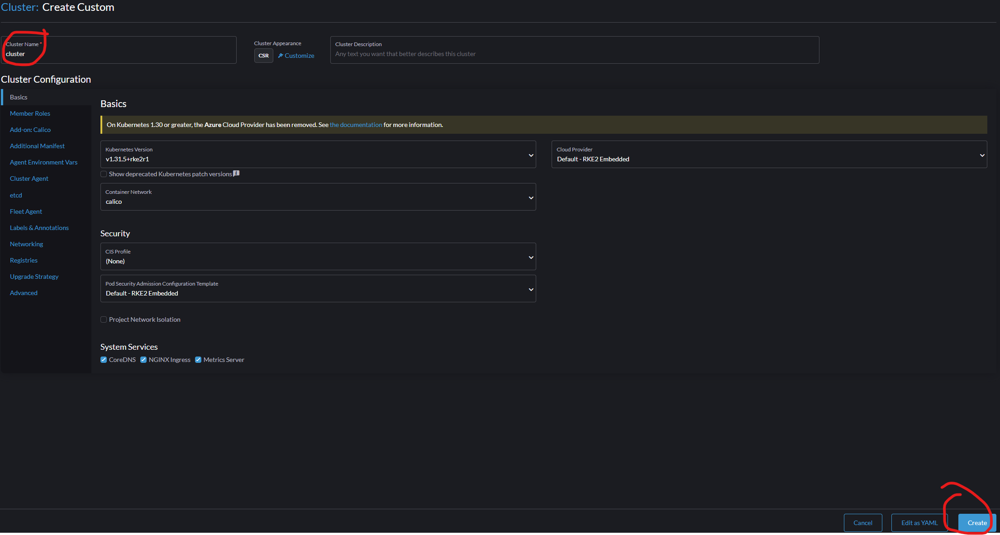 Cluster: Create Custom
Cluster Name *
cluster
Cluster Appearance
CSR Customize
Cluster Description
Any text you want that better describes this cluster
Cluster Configuration
Basics
Member Roles
Add-on: Calico
Additional Manifest
Agent Environment Vars
Cluster Agent
etcd
Fleet Agent
Labels & Annotations
Networking
Registries
Upgrade Strategy
Advanced
Basics
On Kubernetes 1.30 or greater, the Azure Cloud Provider has been removed. See the documentation for more information.
Kubernetes Version
v1.31.5+rke2r1
Cloud Provider
Default - RKE2 Embedded
Show deprecated Kubernetes patch versions
Container Network
calico
Security
CIS Profile
(None)
Pod Security Admission Configuration Template
Default - RKE2 Embedded
Project Network Isolation
System Services
CoreDNS NGINX Ingress Metrics Server
Cancel Edit as YAML Create